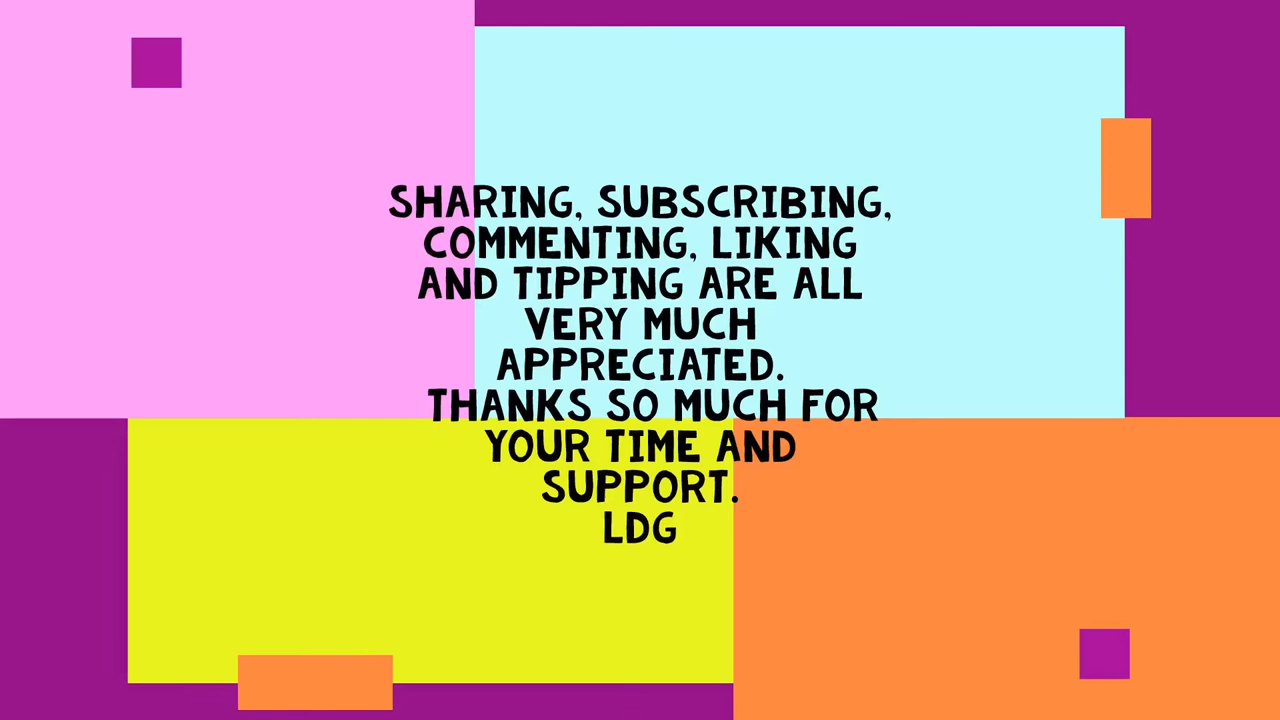 SHARING, SUBSCRIBING,
COMMENTING, LIKING
AND TIPPING ARE ALL
VERY MUCH
APPRECIATED.
THANKS SO MUCH FOR
YOUR TIME AND
SUPPORT.
LDG